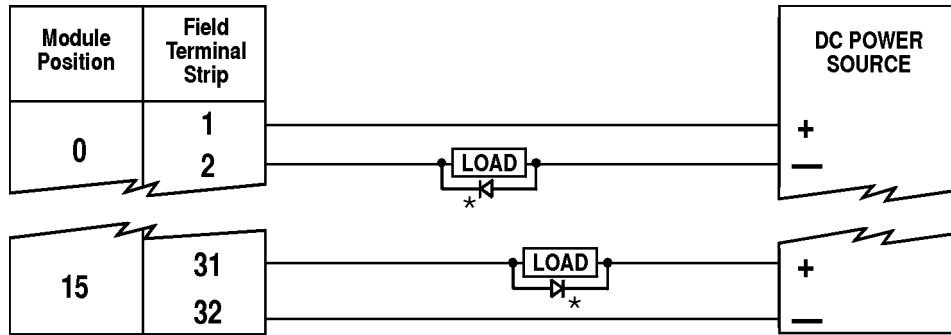 Module Position
Field Terminal Strip
DC POWER SOURCE
0
1
+
2
LOAD
—
*
15
31
LOAD
+
*
32
—